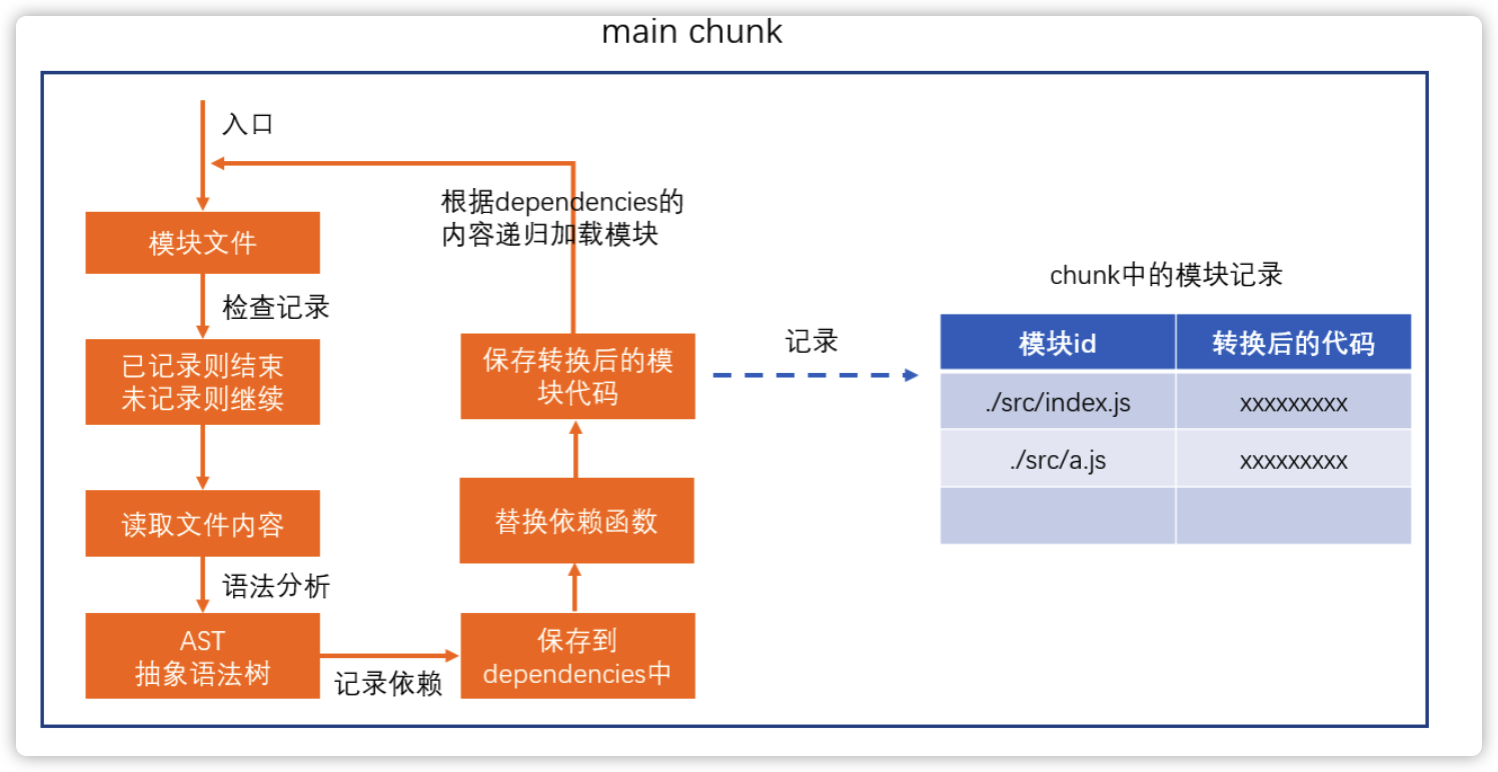 main chunk
入口
模块文件
检查记录
已记录则结束
未记录则继续
读取文件内容
语法分析
AST
抽象语法树
记录依赖
保存到
dependencies中
替换依赖函数
保存转换后的模
块代码
根据dependencies的
内容递归加载模块
记录
chunk中的模块记录
模块id
转换后的代码
./src/index.js
xxxxxxxxx
./src/a.js
xxxxxxxxx